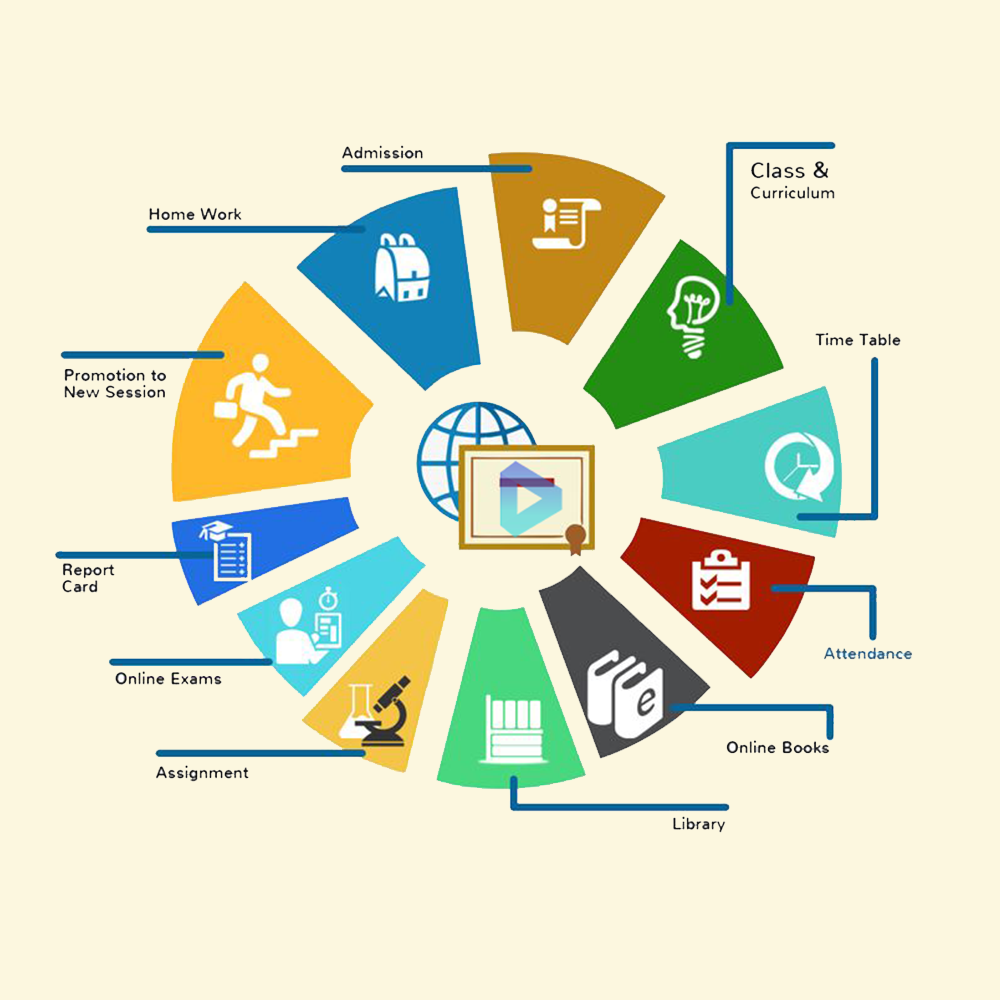 Admission
Class &
Curriculum
Home Work
Time Table
Promotion to
New Session
Report
Card
Attendance
Online Exams
Online Books
Assignment
Library
e